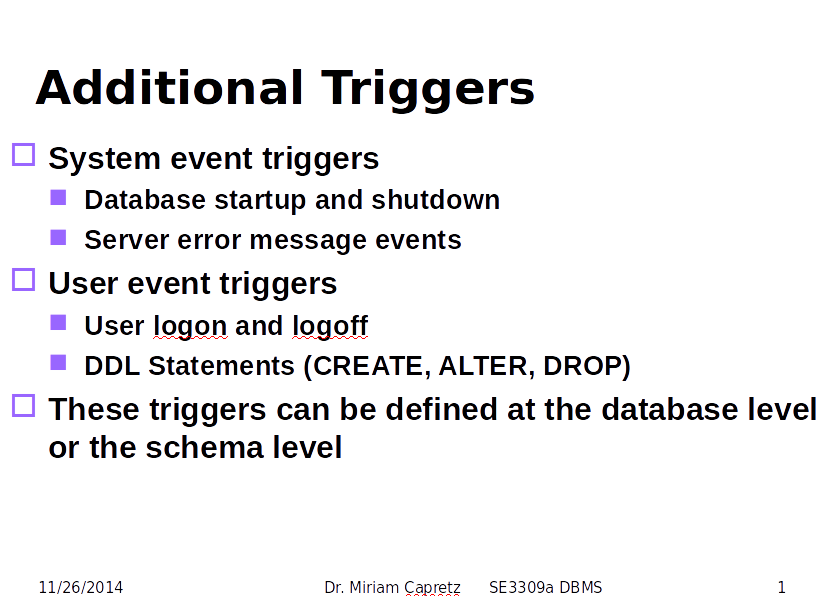 Additional Triggers
System event triggers
Database startup and shutdown
Server error message events
User event triggers
User logon and logoff
DDL Statements (CREATE, ALTER, DROP)
These triggers can be defined at the database level
or the schema level
11/26/2014 Dr. Miriam Capretz SE3309a DBMS 1